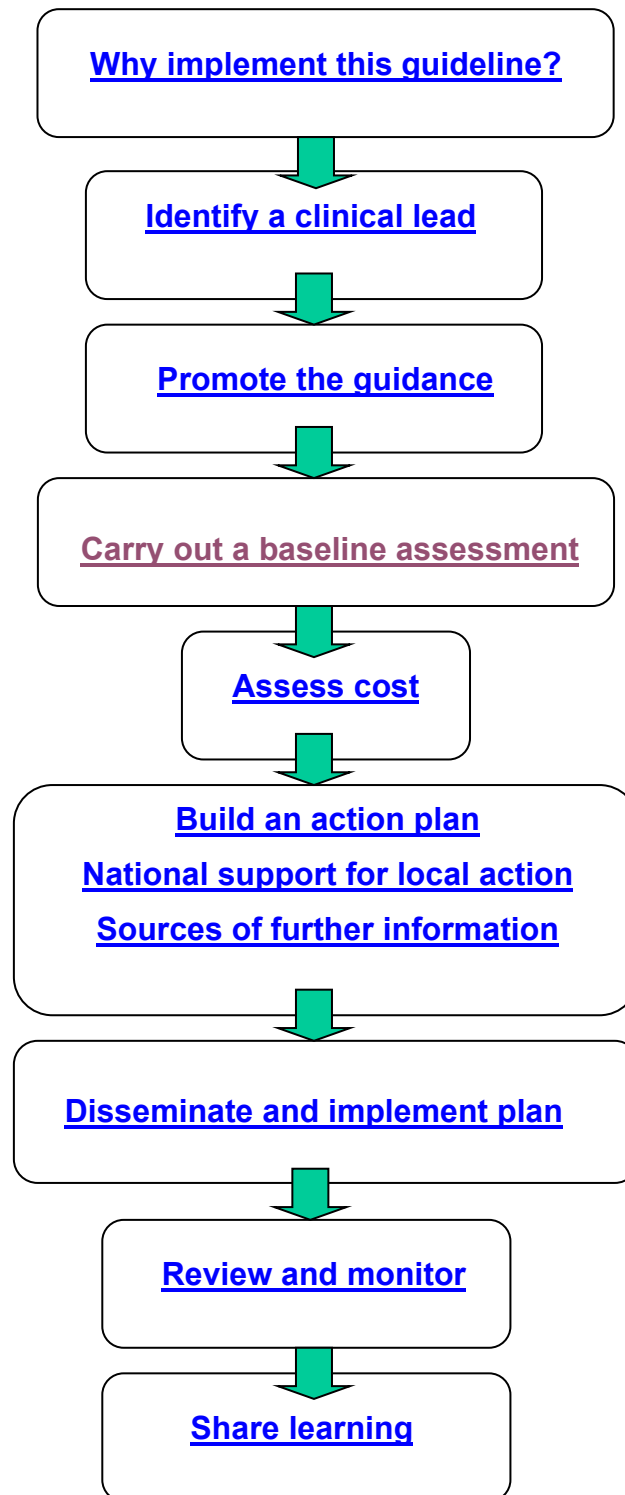 Why implement this guideline?
Identify a clinical lead
Promote the guidance
Carry out a baseline assessment
Assess cost
Build an action plan
National support for local action
Sources of further information
Disseminate and implement plan
Review and monitor
Share learning